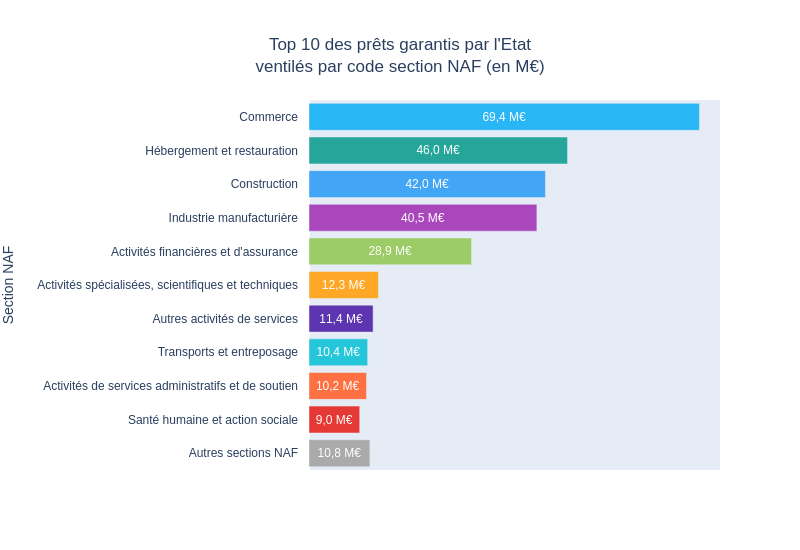 Top 10 des prêts garantis par l'Etat
ventilés par code section NAF (en M€)
Section NAF
Commerce 69,4 M€
Hébergement et restauration 46,0 M€
Construction 42,0 M€
Industrie manufacturière 40,5 M€
Activités financières et d'assurance 28,9 M€
Activités spécialisées, scientifiques et techniques 12,3 M€
Autres activités de services 11,4 M€
Transports et entreposage 10,4 M€
Activités de services administratifs et de soutien 10,2 M€
Santé humaine et action sociale 9,0 M€
Autres sections NAF 10,8 M€